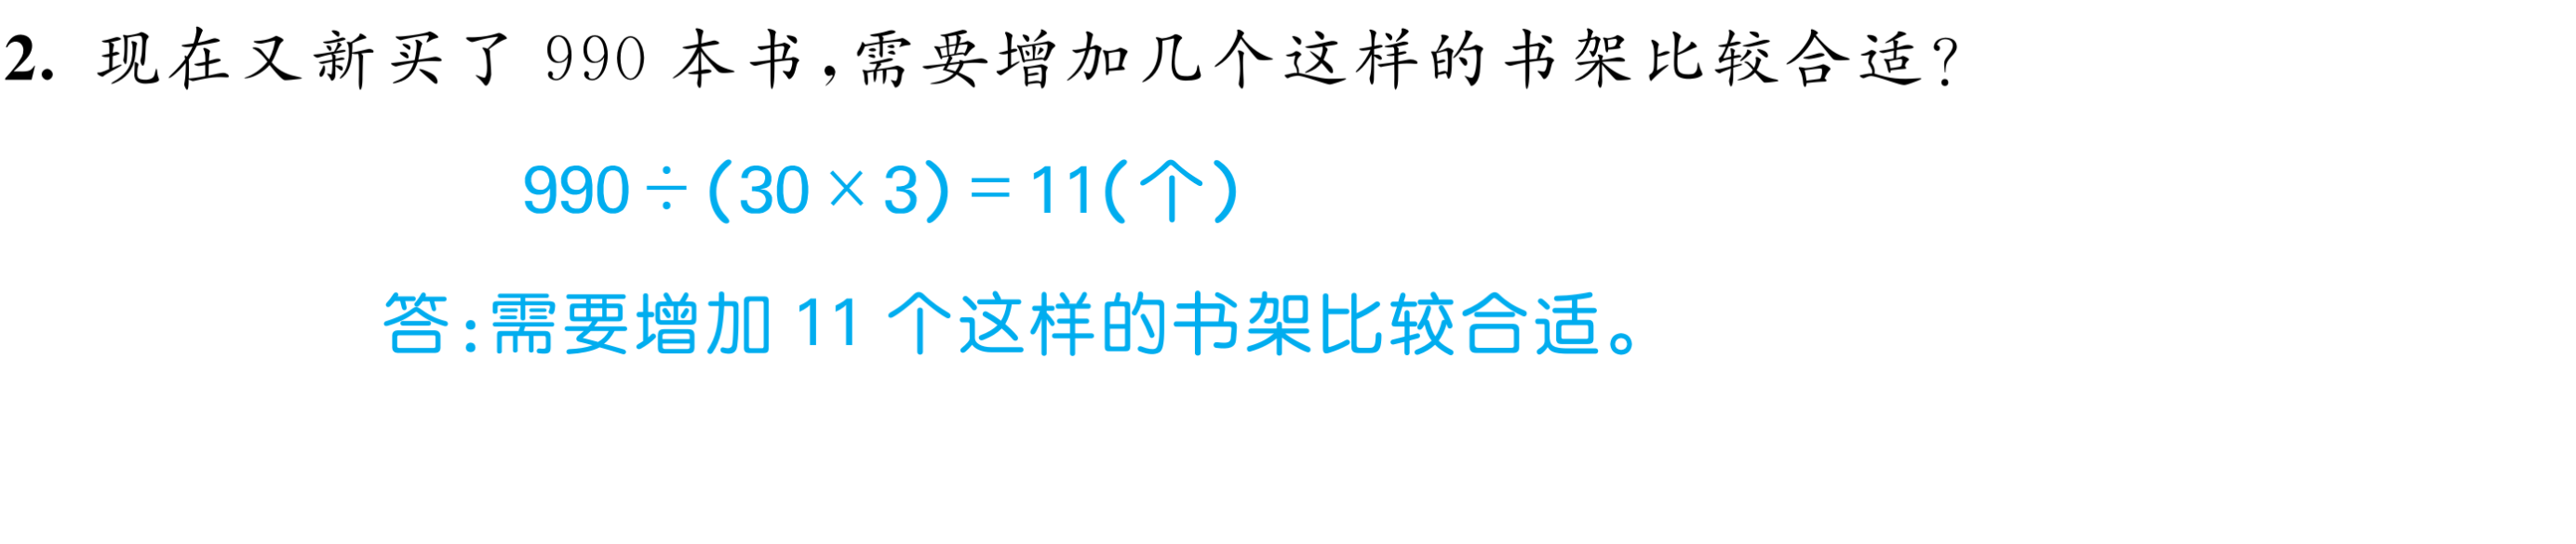 2. 现在又新买了 990 本书,需要增加几个这样的书架比较合适?
990÷(30×3)=11(个)
答:需要增加 11 个这样的书架比较合适。